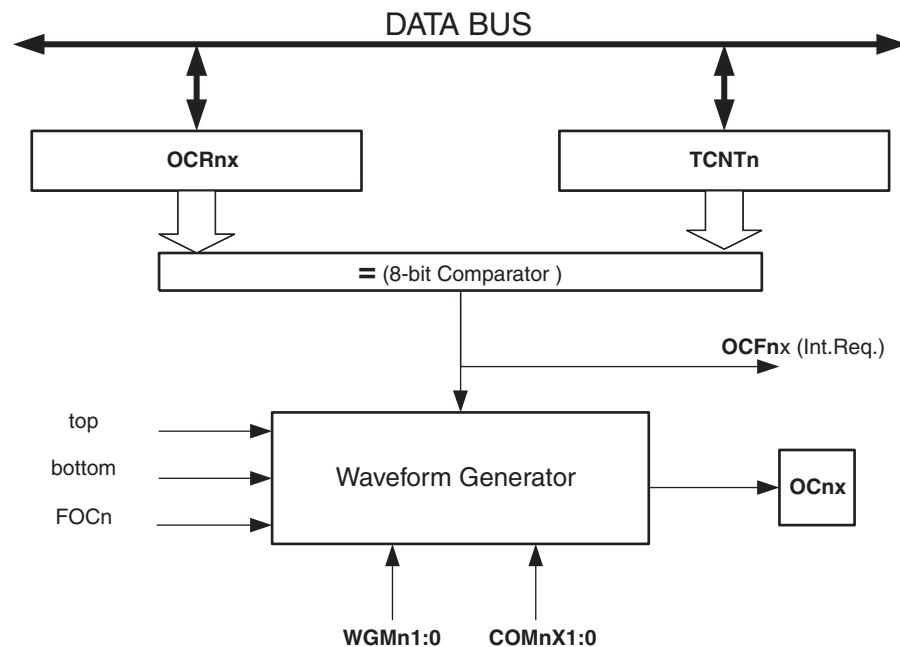 DATA BUS
OCRnx
TCNTn
= (8-bit Comparator )
OCFnx (Int.Req.)
top
bottom
FOCn
Waveform Generator
OCnx
WGMn1:0
COMnX1:0